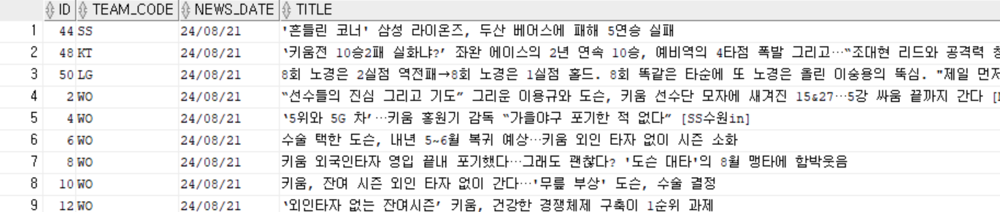 ID TEAM_CODE NEWS_DATE TITLE
1 44 SS 24/08/21 '흔들린 코너' 삼성 라이온즈, 두산 베어스에 패해 5연승 실패
2 48 KT 24/08/21 ‘키움전 10승2패 실화냐?’ 좌완 에이스의 2년 연속 10승, 예비역의 4타점 폭발 그리고…“조대현 리드와 공격력
3 50 LG 24/08/21 8회 노경은 2실점 역전패→8회 노경은 1실점 홀드. 8회 똑같은 타순에 또 노경은 올린 이숭용의 뚝심. "제일 먼저
4 2 WO 24/08/21 “선수들의 진심 그리고 기도” 그리운 이용규와 도슨, 키움 선수단 모자에 새겨진 15&27…5강 싸움 끝까지 간다 [
5 4 WO 24/08/21 ‘5위와 5G 차’…키움 홍원기 감독 “가을야구 포기한 적 없다” [SS수원in]
6 6 WO 24/08/21 수술 택한 도슨, 내년 5~6월 복귀 예상…키움 외인 타자 없이 시즌 소화
7 8 WO 24/08/21 키움 외국인타자 영입 끝내 포기했다…그래도 괜찮다? '도슨 대타'의 8월 맹타에 함박웃음
8 10 WO 24/08/21 키움, 잔여 시즌 외인 타자 없이 간다…'무릎 부상' 도슨, 수술 결정
9 12 WO 24/08/21 ‘외인타자 없는 잔여시즌’ 키움, 건강한 경쟁체제 구축이 1순위 과제